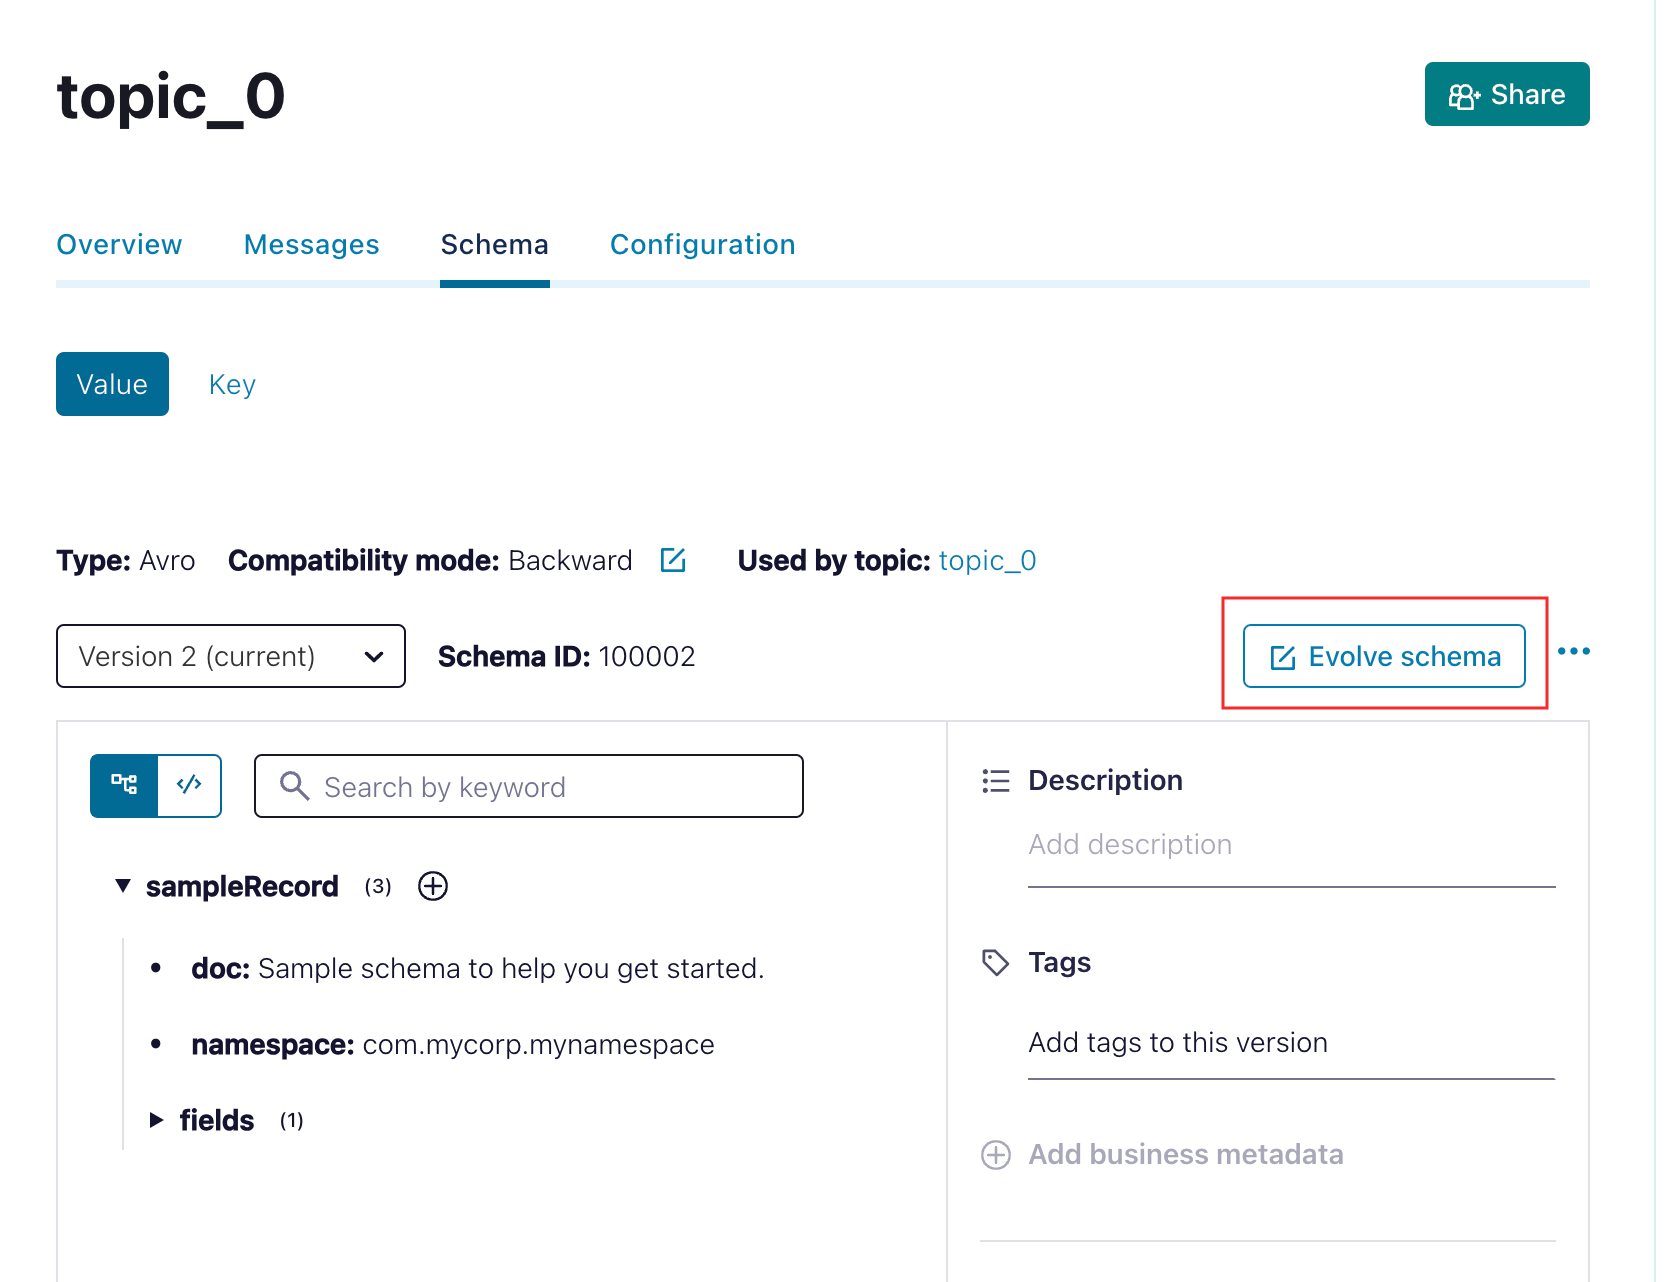 topic_0
Share
Overview Messages Schema Configuration
Value Key
Type: Avro Compatibility mode: Backward Used by topic: topic_0
Version 2 (current) Schema ID: 100002 Evolve schema
Search by keyword
sampleRecord (3)
doc: Sample schema to help you get started.
namespace: com.mycorp.mynamespace
fields (1)
Description
Add description
Tags
Add tags to this version
Add business metadata